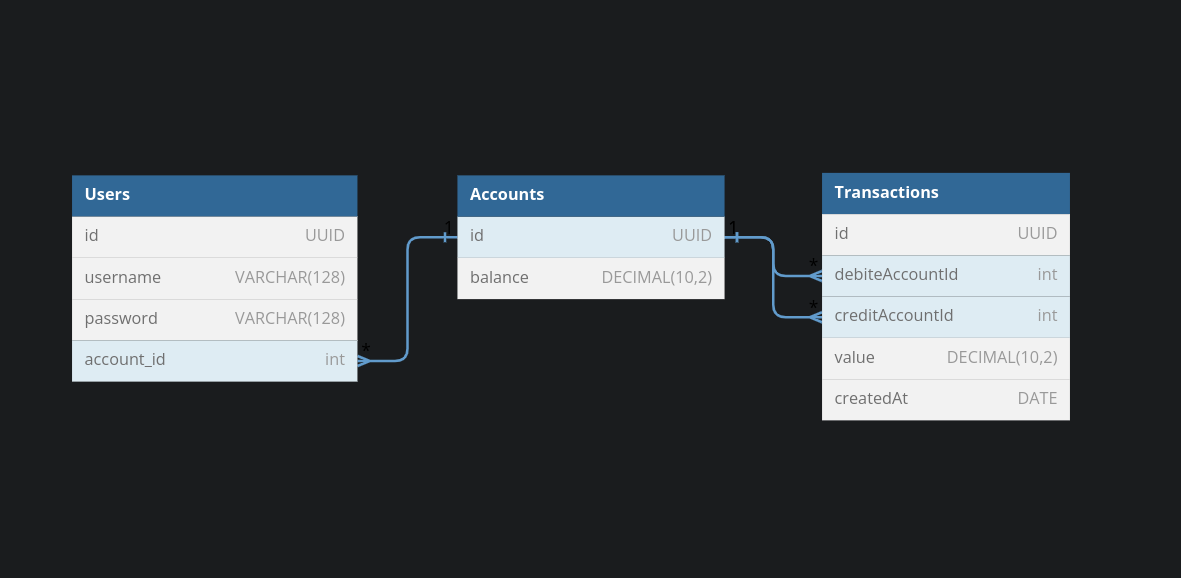 Users
id UUID
username VARCHAR(128)
password VARCHAR(128)
account_id int
*
1
Accounts
id UUID
balance DECIMAL(10,2)
1
*
*
Transactions
id UUID
debiteAccountId int
creditAccountId int
value DECIMAL(10,2)
createdAt DATE